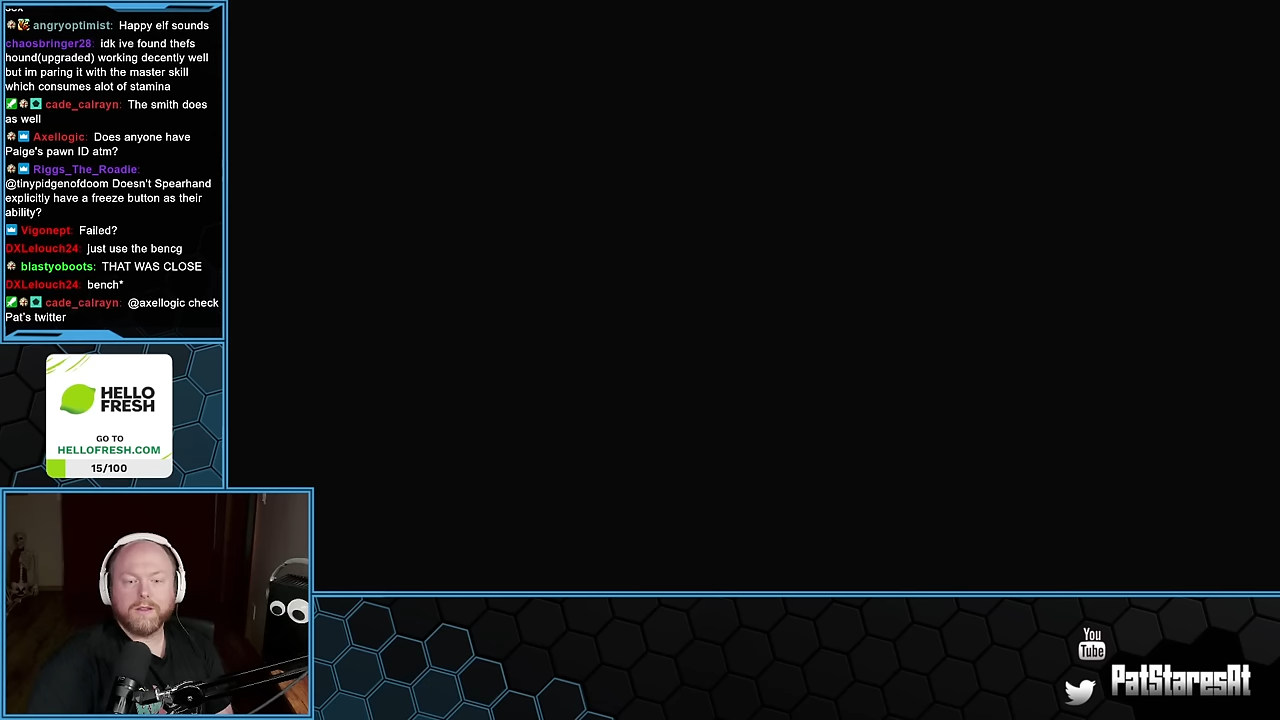 angryoptimist: Happy elf sounds
chaosbringer28: idk ive found thefs
hound(upgraded) working decently well
but im paring it with the master skill
which consumes alot of stamina
cade_calrayn: The smith does
as well
Axellogic: Does anyone have
Paige's pawn ID atm?
Riggs_The_Roadie:
@tinypidgenofdoom Doesn't Spearhand
explicitly have a freeze button as their
ability?
Vigonept: Failed?
DXLelouch24: just use the bencg
blastyoboots: THAT WAS CLOSE
DXLelouch24: bench*
cade_calrayn: @axellogic check
Pat's twitter
HELLO
FRESH
GO TO
HELLOFRESH.COM
15/100
You
Tube
PatStaresAt